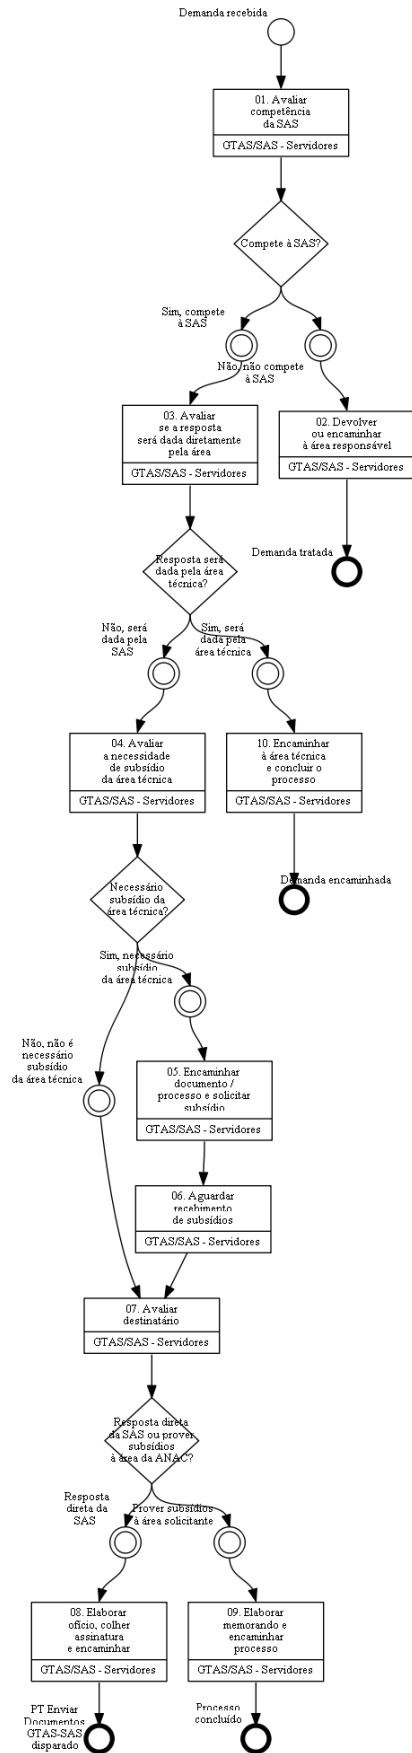 Demanda recebida
01. Avaliar
competência
da SAS
GTAS/SAS - Servidores
Compete à SAS?
Sim, compete
à SAS
Não, não compete
à SAS
03. Avaliar
se a resposta
será dada diretamente
pela área
GTAS/SAS - Servidores
02. Devolver
ou encaminhar
à área responsável
GTAS/SAS - Servidores
Demanda tratada
Resposta será
dada pela área
técnica?
Não, será
dada pela
SAS
Sim, será
dada pela
área técnica
04. Avaliar
a necessidade
de subsídio
da área técnica
GTAS/SAS - Servidores
10. Encaminhar
à área técnica
e concluir o
processo
GTAS/SAS - Servidores
Demanda encaminhada
Necessário
subsídio da
área técnica?
Sim, necessário
subsídio
da área técnica
Não, não é
necessário
subsídio
da área técnica
05. Encaminhar
documento /
processo e solicitar
subsídio
GTAS/SAS - Servidores
06. Aguardar
recebimento
de subsídios
GTAS/SAS - Servidores
07. Avaliar
destinatário
GTAS/SAS - Servidores
Resposta direta
da SAS ou prover
subsídios
à área da ANAC?
Resposta
direta da
SAS
Prover subsídios
à área solicitante
08. Elaborar
ofício, colher
assinatura
e encaminhar
GTAS/SAS - Servidores
09. Elaborar
memorando e
encaminhar
processo
GTAS/SAS - Servidores
PT Enviar
Documentos
GTAS-SAS
disparado
Processo
concluído